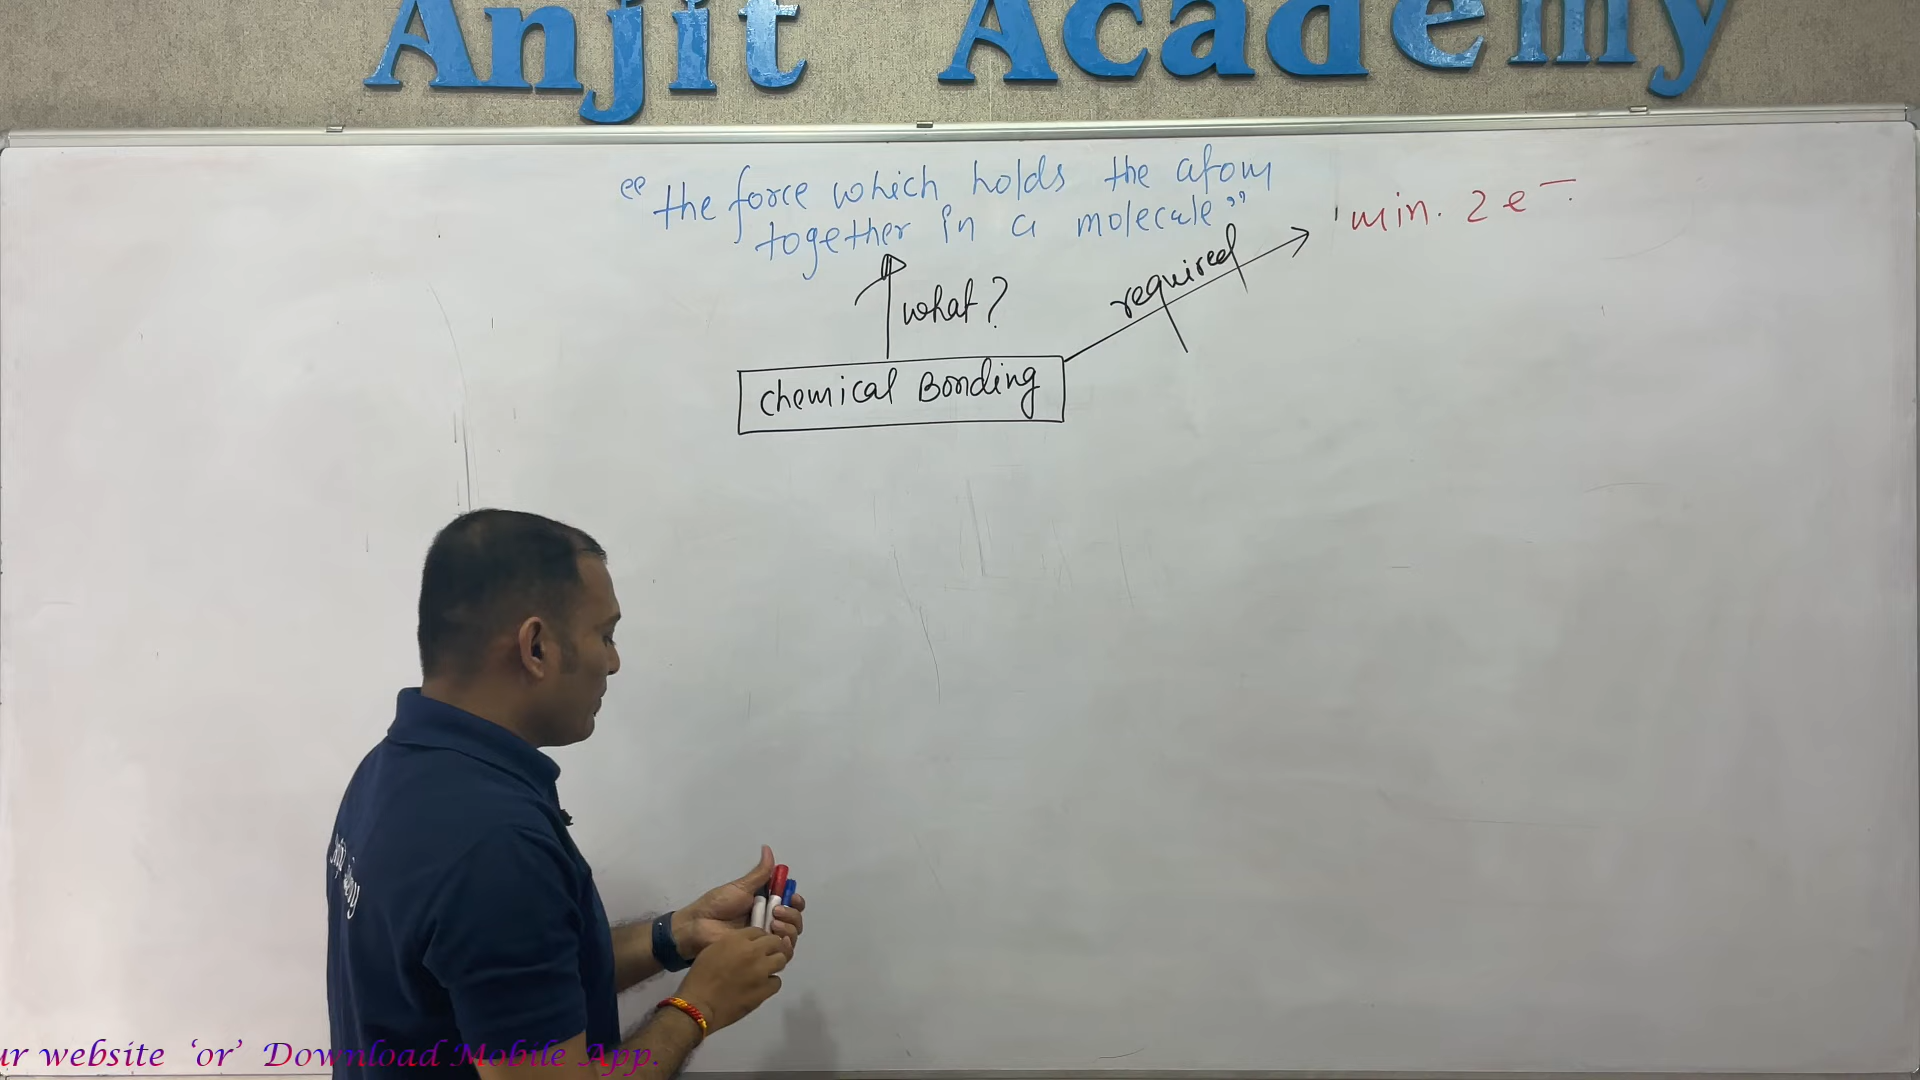 Anjit Academy
"the force which holds the atom
together in a molecule"
min. 2e⁻
required
what?
Chemical Bonding
ur website ‘or’ Download Mobile App.